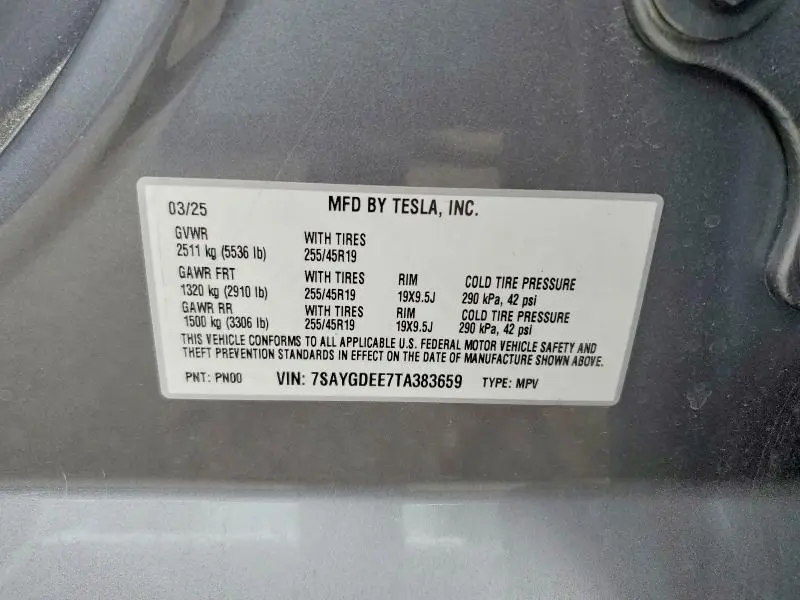 03/25 MFD BY TESLA, INC.
GVWR WITH TIRES
2511 kg (5536 lb) 255/45R19
GAWR FRT WITH TIRES RIM COLD TIRE PRESSURE
1320 kg (2910 lb) 255/45R19 19X9.5J 290 kPa, 42 psi
GAWR RR WITH TIRES RIM COLD TIRE PRESSURE
1500 kg (3306 lb) 255/45R19 19X9.5J 290 kPa, 42 psi
THIS VEHICLE CONFORMS TO ALL APPLICABLE U.S. FEDERAL MOTOR VEHICLE SAFETY AND
THEFT PREVENTION STANDARDS IN EFFECT ON THE DATE OF MANUFACTURE SHOWN ABOVE.
PNT: PN00 VIN: 7SAYGDEE7TA383659 TYPE: MPV